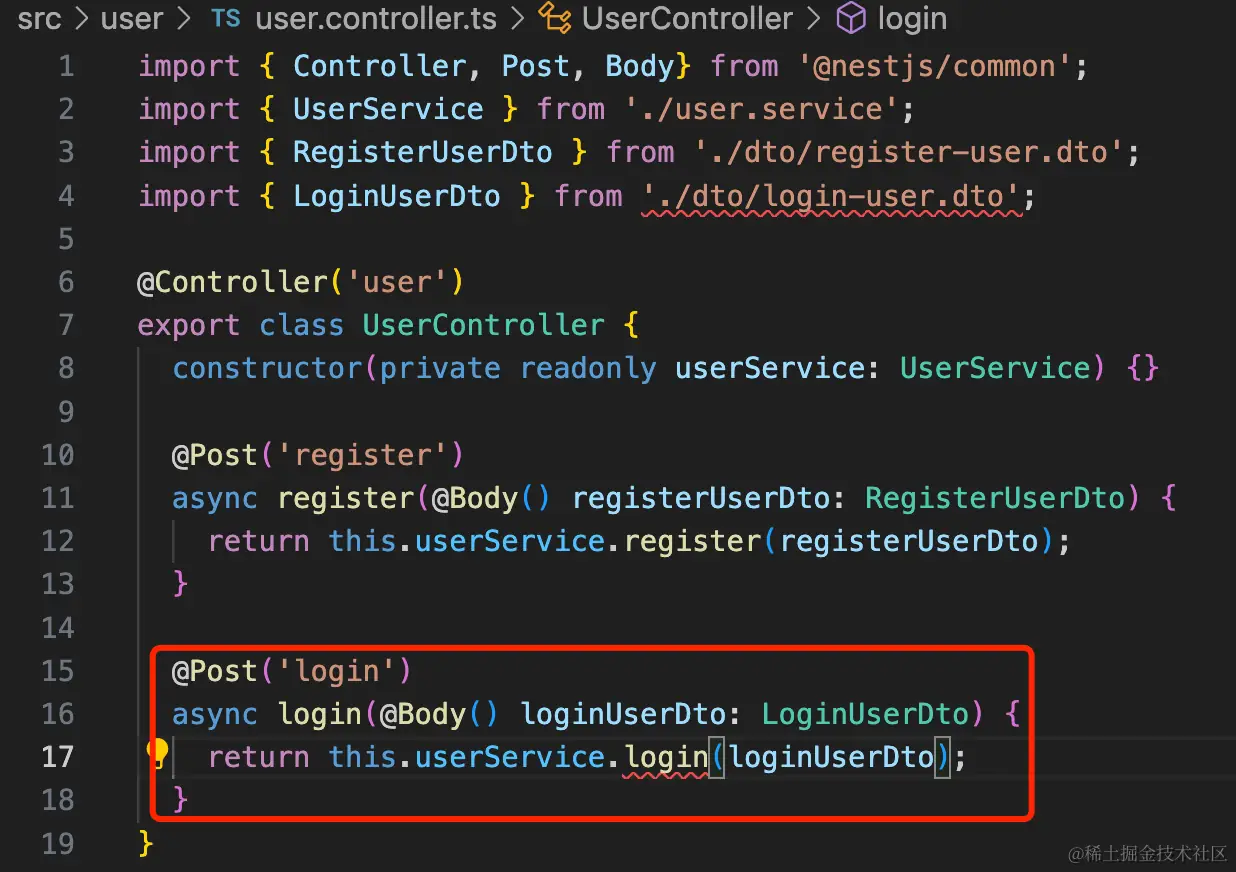 src > user > TS user.controller.ts > UserController > login
1 import { Controller, Post, Body} from '@nestjs/common';
2 import { UserService } from './user.service';
3 import { RegisterUserDto } from './dto/register-user.dto';
4 import { LoginUserDto } from './dto/login-user.dto';
5
6 @Controller('user')
7 export class UserController {
8   constructor(private readonly userService: UserService) {}
9
10   @Post('register')
11   async register(@Body() registerUserDto: RegisterUserDto) {
12     return this.userService.register(registerUserDto);
13   }
14
15   @Post('login')
16   async login(@Body() loginUserDto: LoginUserDto) {
17     return this.userService.login(loginUserDto);
18   }
19 }
@稀土掘金技术社区